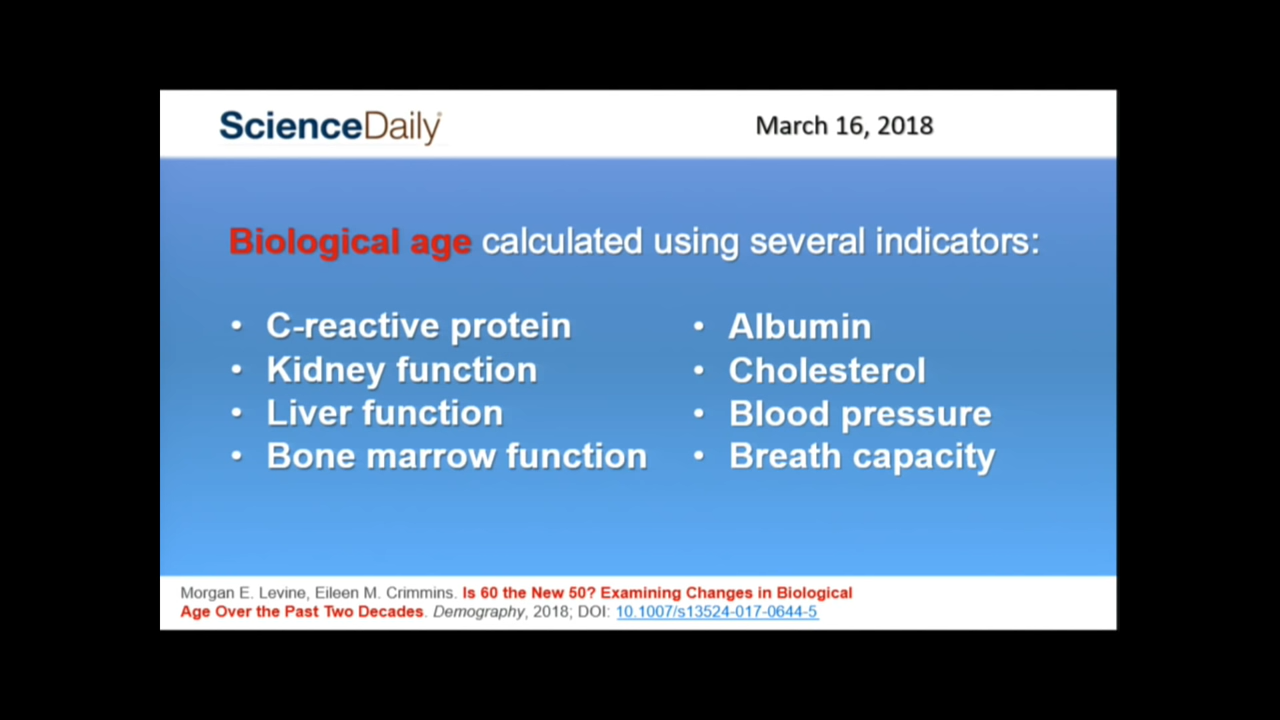 ScienceDaily
March 16, 2018
Biological age calculated using several indicators:
• C-reactive protein
• Kidney function
• Liver function
• Bone marrow function
• Albumin
• Cholesterol
• Blood pressure
• Breath capacity
Morgan E. Levine, Eileen M. Crimmins. Is 60 the New 50? Examining Changes in Biological
Age Over the Past Two Decades. Demography, 2018; DOI: 10.1007/s13524-017-0644-5